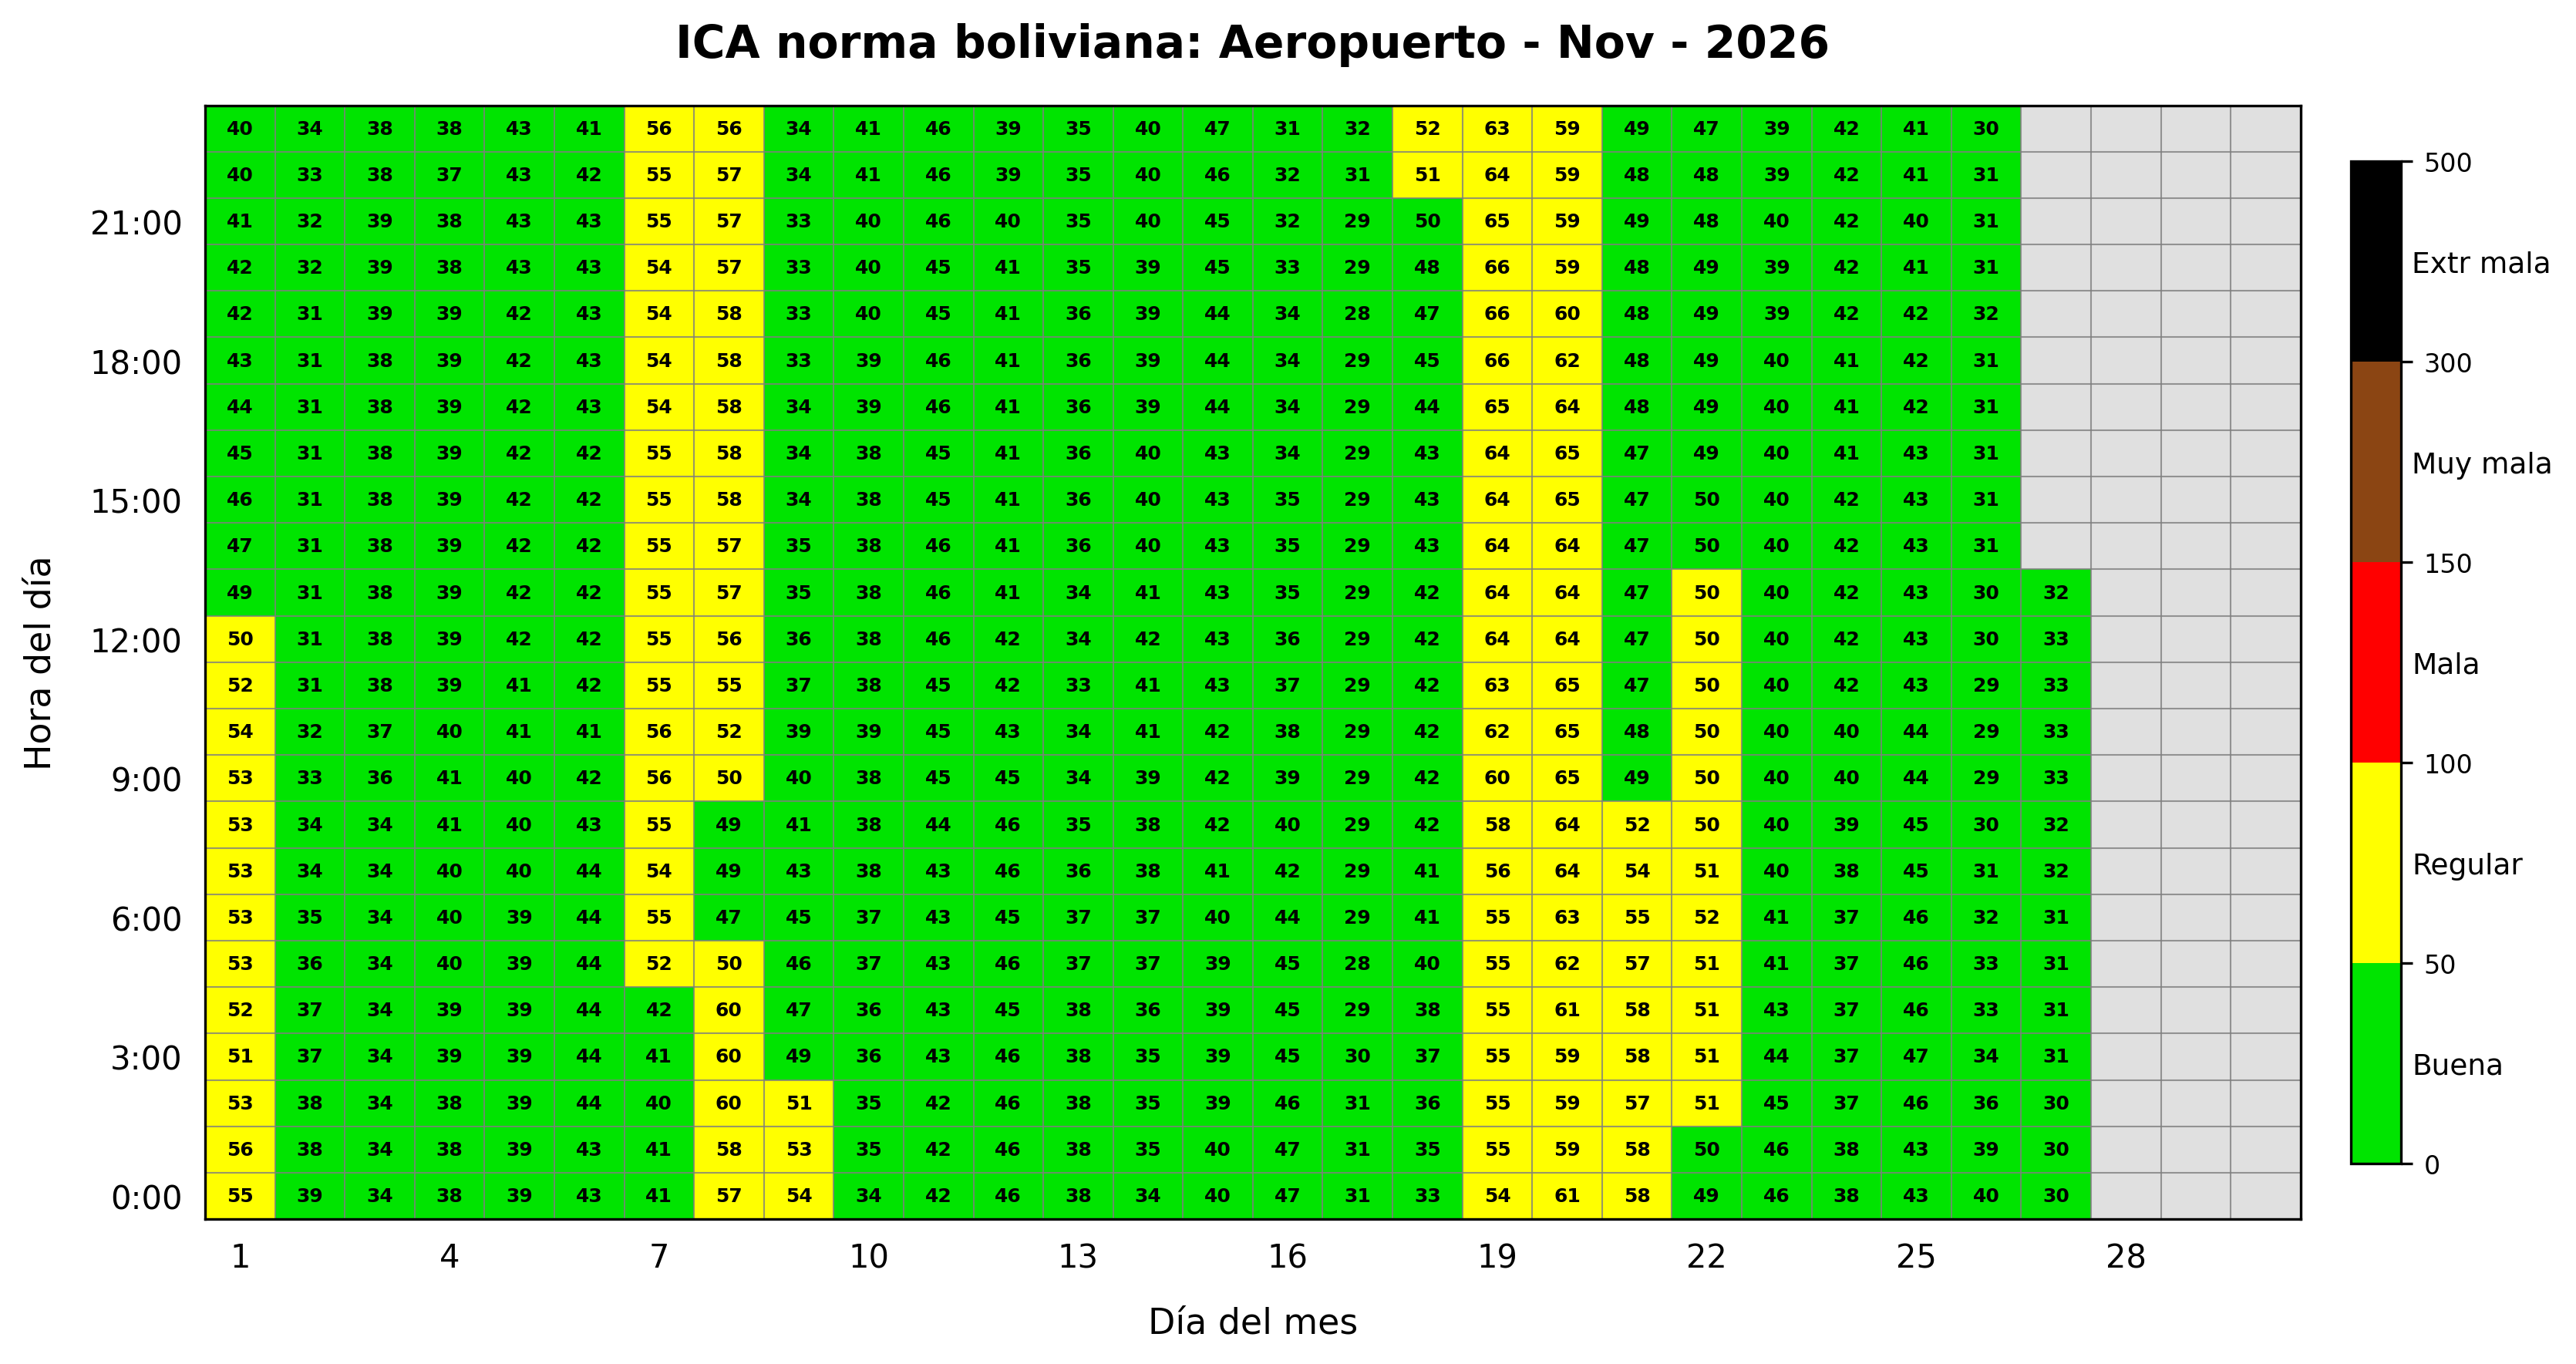 ICA norma boliviana: Aeropuerto - Nov - 2026
40 34 38 38 43 41 56 56 34 41 46 39 35 40 47 31 32 52 63 59 49 47 39 42 41 30
40 33 38 37 43 42 55 57 34 41 46 39 35 40 46 32 31 51 64 59 48 48 39 42 41 31
21:00 41 32 39 38 43 43 55 57 33 40 46 40 35 40 45 32 29 50 65 59 49 48 40 42 40 31
42 32 39 38 43 43 54 57 33 40 45 41 35 39 45 33 29 48 66 59 48 49 39 42 41 31
42 31 39 39 42 43 54 58 33 40 45 41 36 39 44 34 28 47 66 60 48 49 39 42 42 32
18:00 43 31 38 39 42 43 54 58 33 39 46 41 36 39 44 34 29 45 66 62 48 49 40 41 42 31
44 31 38 39 42 43 54 58 34 39 46 41 36 39 44 34 29 44 65 64 48 49 40 41 42 31
45 31 38 39 42 42 55 58 34 38 45 41 36 40 43 34 29 43 64 65 47 49 40 41 43 31
15:00 46 31 38 39 42 42 55 58 34 38 45 41 36 40 43 35 29 43 64 65 47 50 40 42 43 31
47 31 38 39 42 42 55 57 35 38 46 41 36 40 43 35 29 43 64 64 47 50 40 42 43 31
49 31 38 39 42 42 55 57 35 38 46 41 34 41 43 35 29 42 64 64 47 50 40 42 43 30 32
12:00 50 31 38 39 42 42 55 56 36 38 46 42 34 42 43 36 29 42 64 64 47 50 40 42 43 30 33
52 31 38 39 41 42 55 55 37 38 45 42 33 41 43 37 29 42 63 65 47 50 40 42 43 29 33
54 32 37 40 41 41 56 52 39 39 45 43 34 41 42 38 29 42 62 65 48 50 40 40 44 29 33
9:00 53 33 36 41 40 42 56 50 40 38 45 45 34 39 42 39 29 42 60 65 49 50 40 40 44 29 33
53 34 34 41 40 43 55 49 41 38 44 46 35 38 42 40 29 42 58 64 52 50 40 39 45 30 32
53 34 34 40 40 44 54 49 43 38 43 46 36 38 41 42 29 41 56 64 54 51 40 38 45 31 32
6:00 53 35 34 40 39 44 55 47 45 37 43 45 37 37 40 44 29 41 55 63 55 52 41 37 46 32 31
53 36 34 40 39 44 52 50 46 37 43 46 37 37 39 45 28 40 55 62 57 51 41 37 46 33 31
52 37 34 39 39 44 42 60 47 36 43 45 38 36 39 45 29 38 55 61 58 51 43 37 46 33 31
3:00 51 37 34 39 39 44 41 60 49 36 43 46 38 35 39 45 30 37 55 59 58 51 44 37 47 34 31
53 38 34 38 39 44 40 60 51 35 42 46 38 35 39 46 31 36 55 59 57 51 45 37 46 36 30
56 38 34 38 39 43 41 58 53 35 42 46 38 35 40 47 31 35 55 59 58 50 46 38 43 39 30
0:00 55 39 34 38 39 43 41 57 54 34 42 46 38 34 40 47 31 33 54 61 58 49 46 38 43 40 30
1 4 7 10 13 16 19 22 25 28
Día del mes
Hora del día
500
Extr mala
300
Muy mala
150
Mala
100
Regular
50
Buena
0